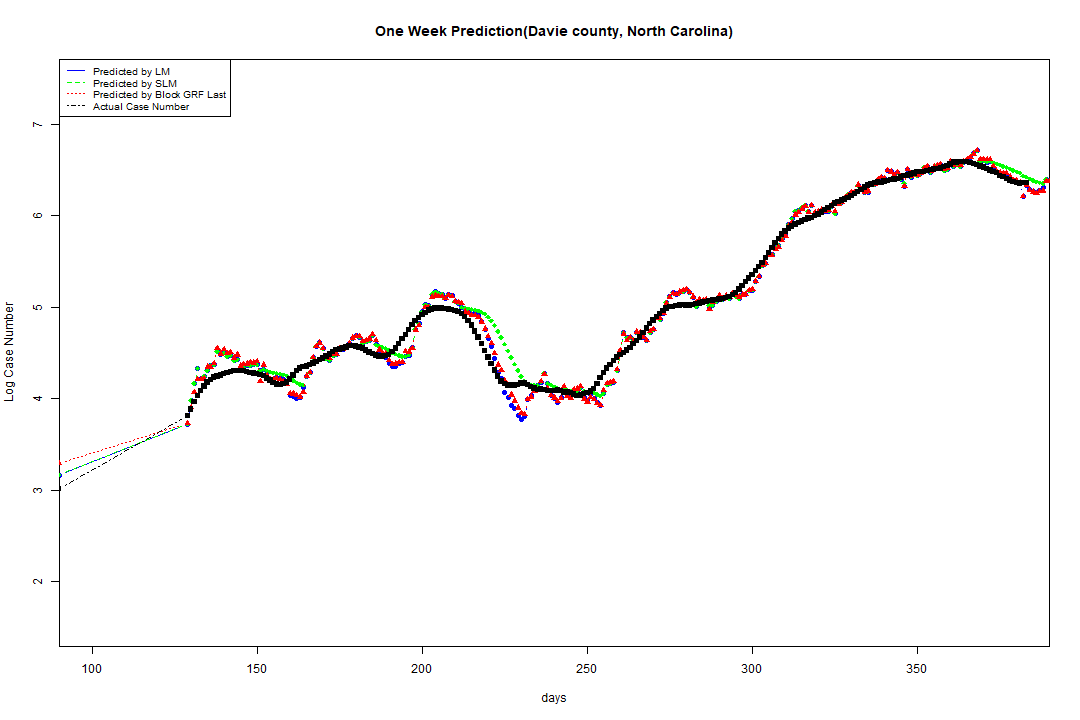 One Week Prediction(Davie county, North Carolina)
Predicted by LM
Predicted by SLM
Predicted by Block GRF Last
Actual Case Number
7
6
5
4
3
2
Log Case Number
100 150 200 250 300 350
days